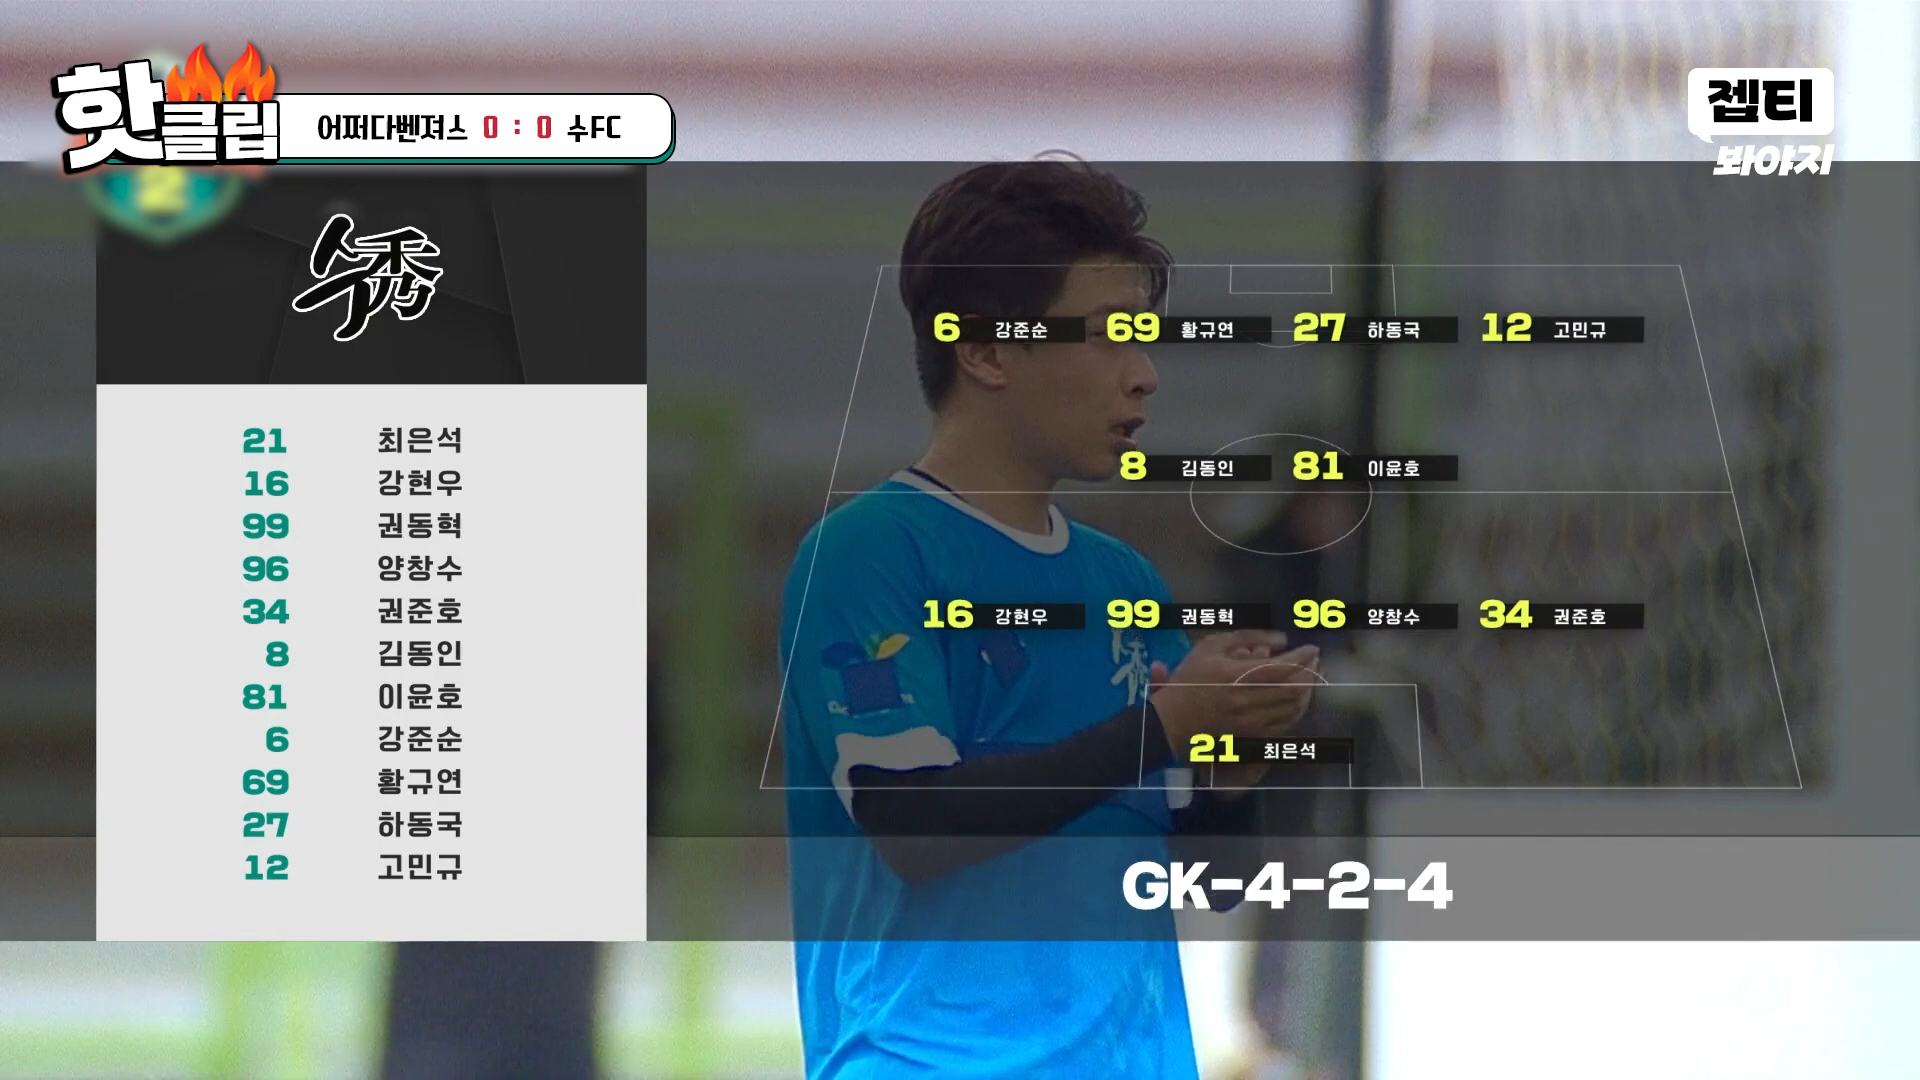 핫클립
어쩌다벤져스 0 : 0 수FC
젬티
봐야지
2
수秀
21 최은석
16 강현우
99 권동혁
96 양창수
34 권준호
8 김동인
81 이윤호
6 강준순
69 황규연
27 하동국
12 고민규
6 강준순 69 황규연 27 하동국 12 고민규
8 김동인 81 이윤호
16 강현우 99 권동혁 96 양창수 34 권준호
21 최은석
GK-4-2-4